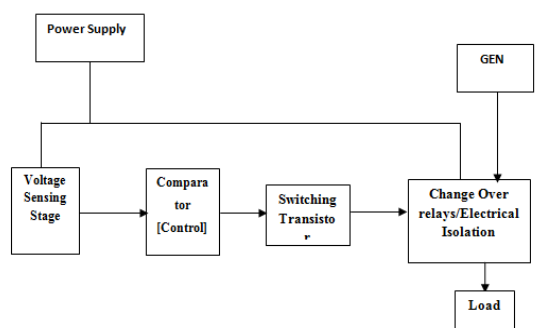 Power Supply
GEN
Voltage
Sensing
Stage
Compara
tor
[Control]
Switching
Transisto
r
Change Over
relays/Electrical
Isolation
Load